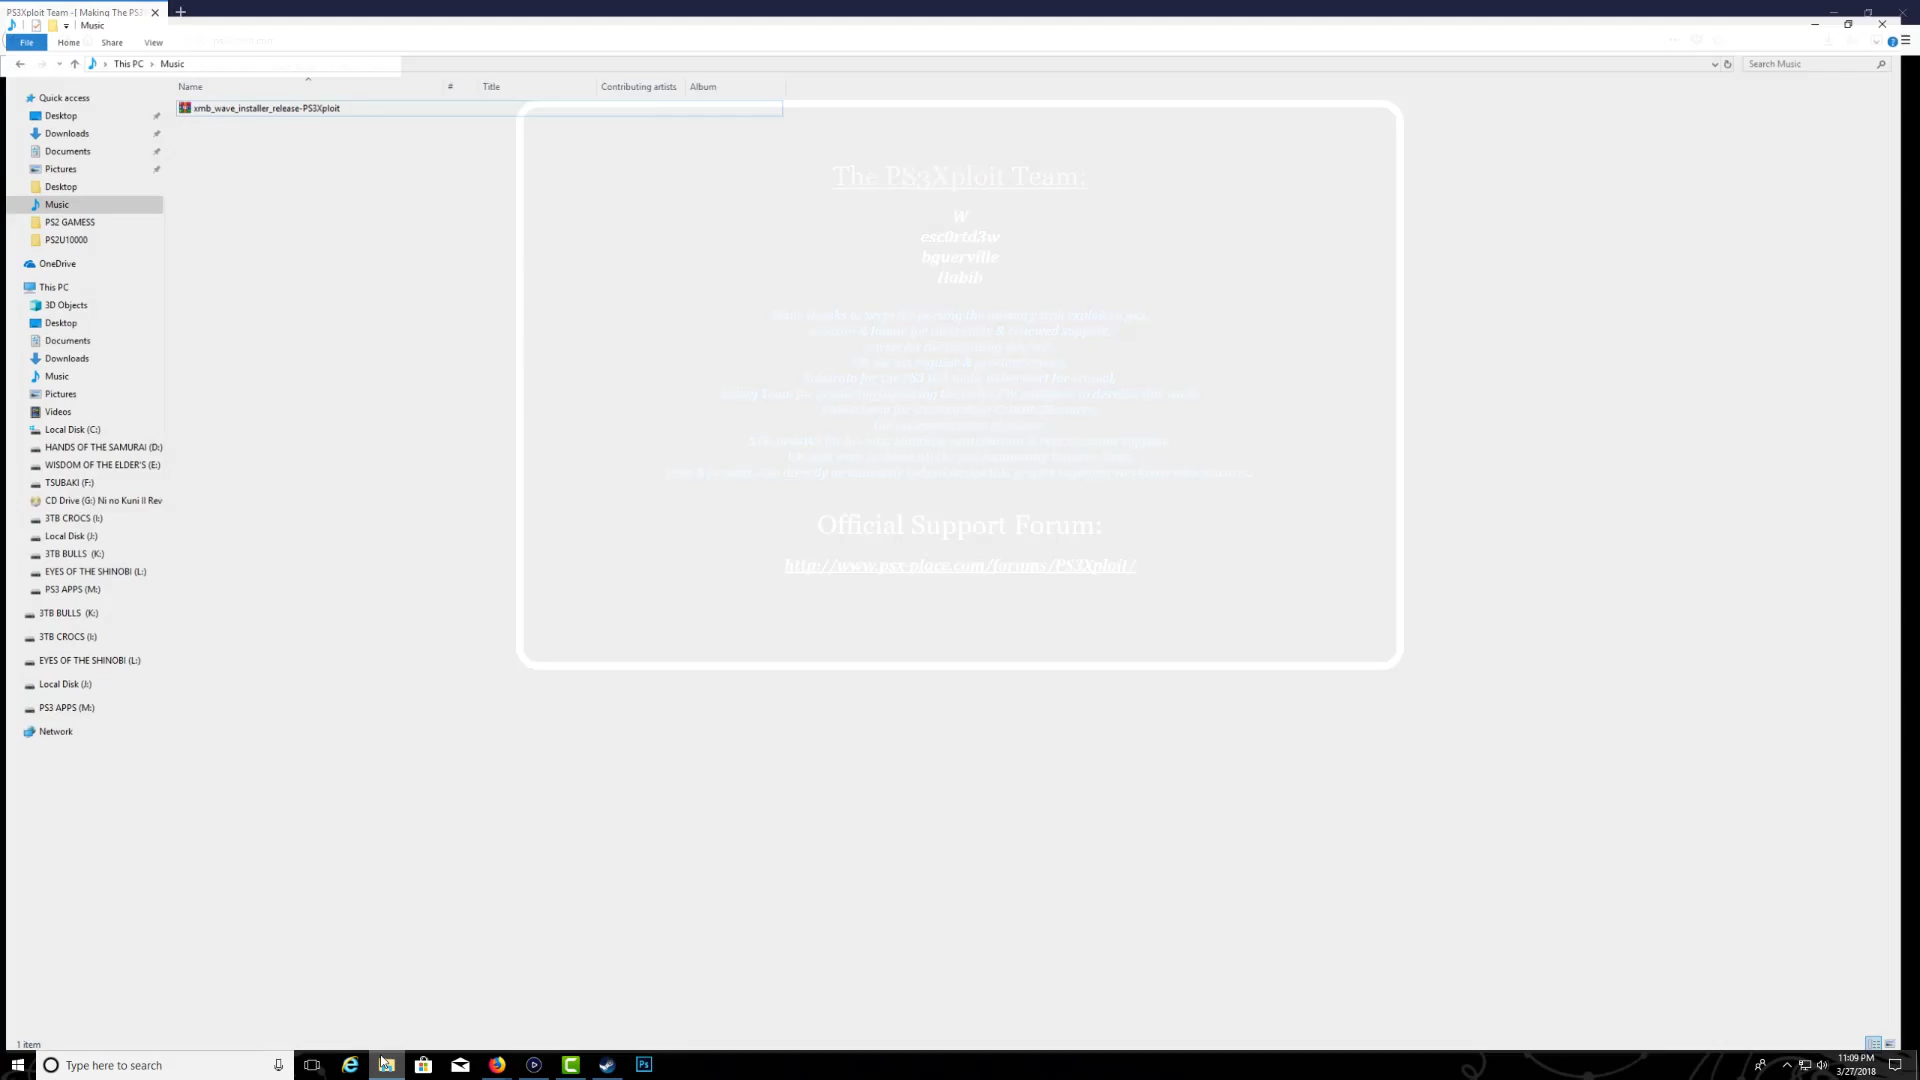 PS3Xploit Team -[ Making The PS3
Music
File
Home
Share
View
This PC
Music
Search Music
Name
#
Title
Contributing artists
Album
xmb_wave_installer_release-PS3Xploit
Quick access
Desktop
Downloads
Documents
Pictures
Desktop
Music
PS2 GAMESS
PS2U10000
OneDrive
This PC
3D Objects
Desktop
Documents
Downloads
Music
Pictures
Videos
Local Disk (C:)
HANDS OF THE SAMURAI (D:)
WISDOM OF THE ELDER'S (E:)
TSUBAKI (F:)
CD Drive (G:) Ni no Kuni II Rev
3TB CROCS (I:)
Local Disk (J:)
3TB BULLS (K:)
EYES OF THE SHINOBI (L:)
PS3 APPS (M:)
3TB BULLS (K:)
3TB CROCS (I:)
EYES OF THE SHINOBI (L:)
Local Disk (J:)
PS3 APPS (M:)
Network
The PS3Xploit Team:
W
esc0rtd3w
bguerville
Habib
Official Support Forum:
http://www.psx-place.com/forums/PS3Xploit/
1 item
Type here to search
11:09 PM
3/27/2018